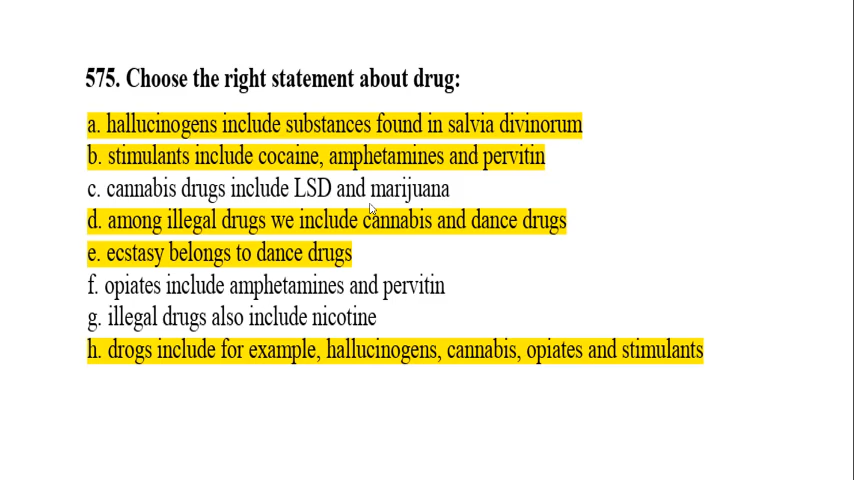 575. Choose the right statement about drug:
a. hallucinogens include substances found in salvia divinorum
b. stimulants include cocaine, amphetamines and pervitin
c. cannabis drugs include LSD and marijuana
d. among illegal drugs we include cannabis and dance drugs
e. ecstasy belongs to dance drugs
f. opiates include amphetamines and pervitin
g. illegal drugs also include nicotine
h. drogs include for example, hallucinogens, cannabis, opiates and stimulants